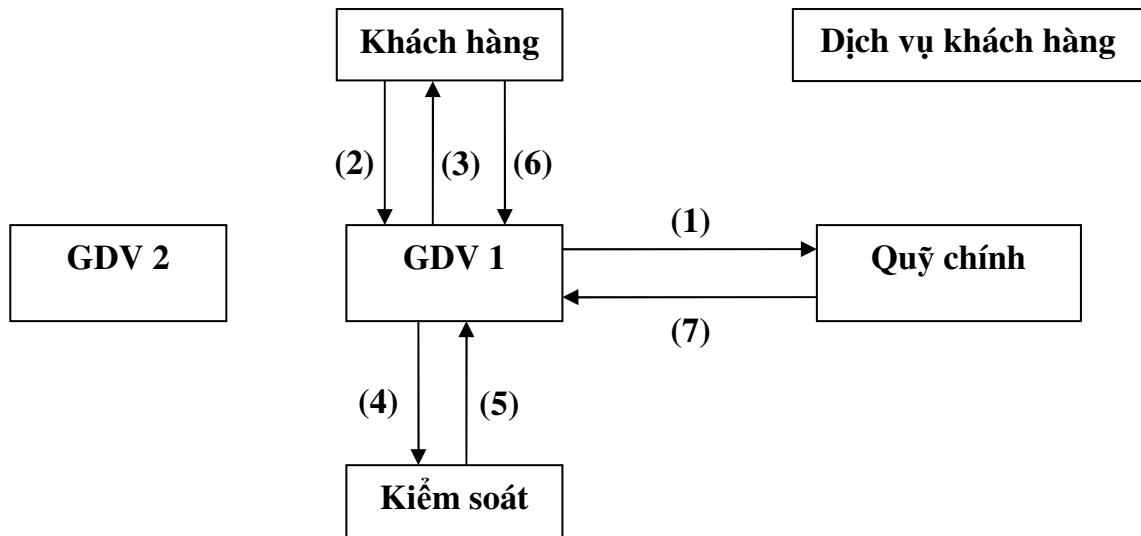 Khách hàng
Dịch vụ khách hàng
(2)
(3)
(6)
(1)
GDV 2
GDV 1
Quỹ chính
(7)
(4)
(5)
Kiểm soát